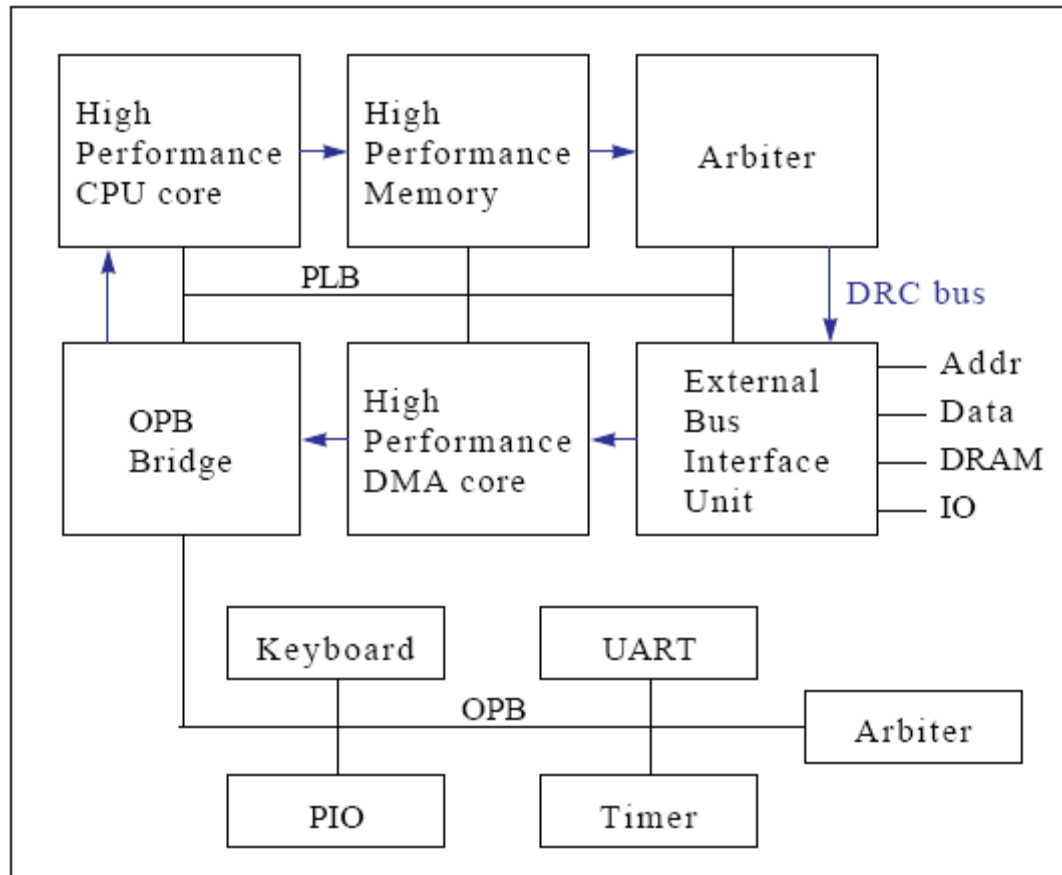 High
Performance
CPU core
High
Performance
Memory
Arbiter
PLB
DRC bus
OPB
Bridge
High
Performance
DMA core
External
Bus
Interface
Unit
Addr
Data
DRAM
IO
Keyboard
UART
OPB
Arbiter
PIO
Timer